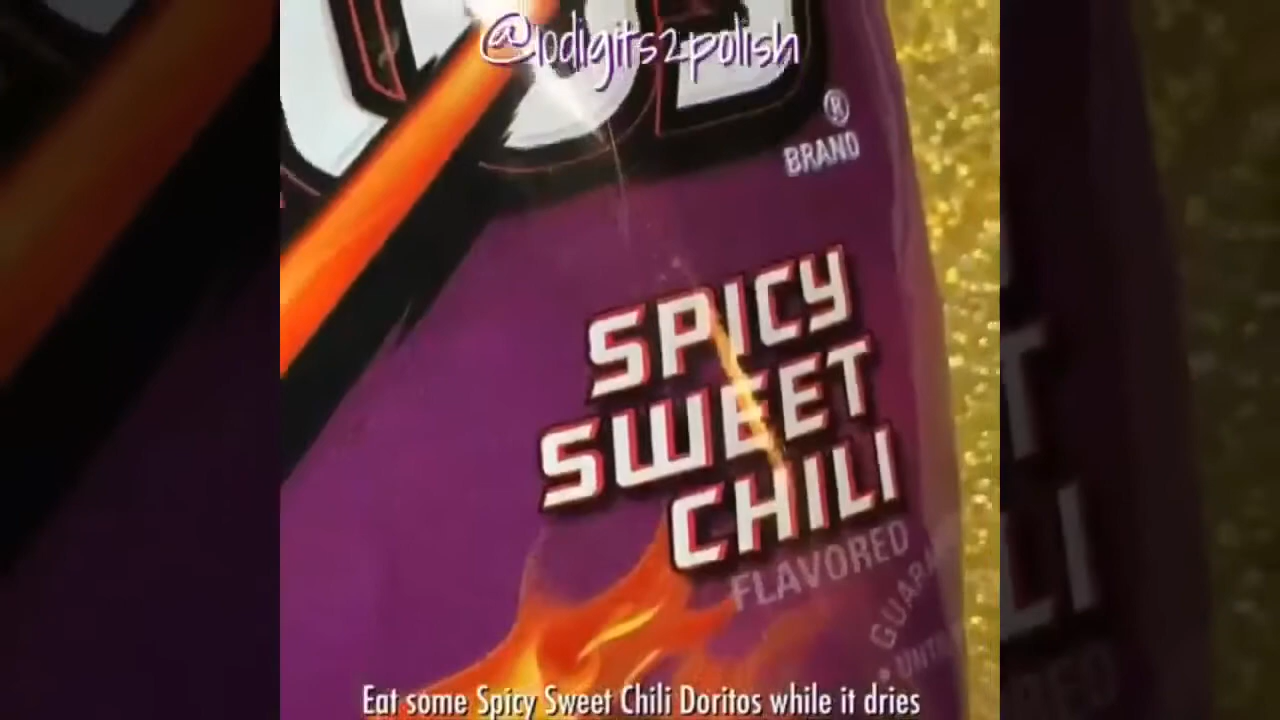 @10digits2polish
®
BRAND
SPICY
SWEET
CHILI
FLAVORED
Eat some Spicy Sweet Chili Doritos while it dries